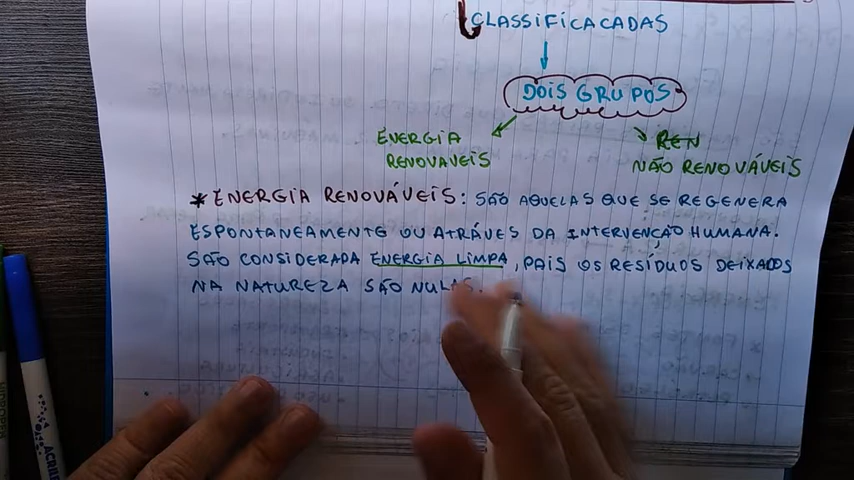 CLASSIFICACADAS
DOIS GRUPOS
ENERGIA
RENOVAVEIS
REN
NÃO RENOVÁVEIS
*ENERGIA RENOVÁVEIS: SÃO AQUELAS QUE SE REGENERA
ESPONTANEAMENTE OU ATRÁVES DA INTERVENÇÃO HUMANA.
SÃO CONSIDERADA ENERGIA LIMPA, PAIS OS RESÍDUOS DEIXADOS
NA NATUREZA SÃO NULAS.